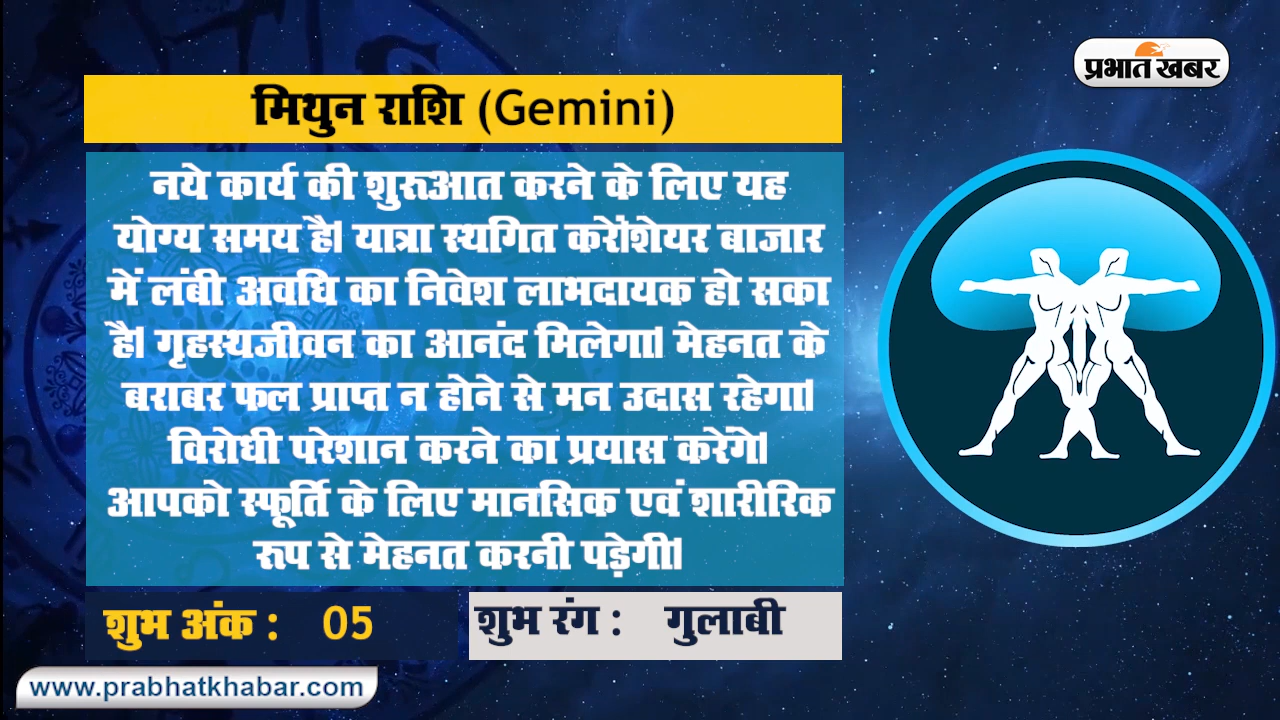 प्रभात खबर
मिथुन राशि (Gemini)
नये कार्य की शुरूआत करने के लिए यह
योग्य समय है। यात्रा स्थगित करें।शेयर बाजार
में लंबी अवधि का निवेश लाभदायक हो सका
है। गृहस्थजीवन का आनंद मिलेगा। मेहनत के
बराबर फल प्राप्त न होने से मन उदास रहेगा।
विरोधी परेशान करने का प्रयास करेंगे।
आपको स्फूर्ति के लिए मानसिक एवं शारीरिक
रूप से मेहनत करनी पड़ेगी।
शुभ अंक : 05
शुभ रंग : गुलाबी
www.prabhatkhabar.com